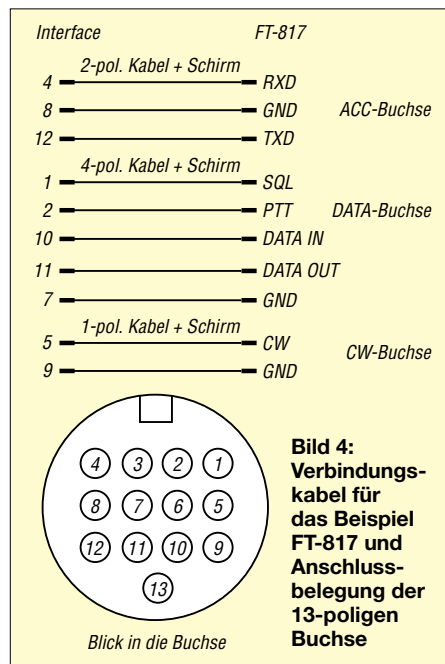 Interface FT-817
2-pol. Kabel + Schirm
4 RXD
8 GND ACC-Buchse
12 TXD
4-pol. Kabel + Schirm
1 SQL
2 PTT DATA-Buchse
10 DATA IN
11 DATA OUT
7 GND
1-pol. Kabel + Schirm
5 CW CW-Buchse
9 GND
4 3 2 1
8 7 6 5
12 11 10 9
13
Blick in die Buchse
Bild 4:
Verbindungs-
kabel für
das Beispiel
FT-817 und
Anschluss-
belegung der
13-poligen
Buchse